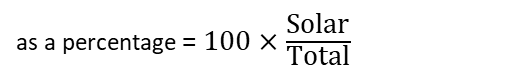 as a percentage = 100 × Solar/Total